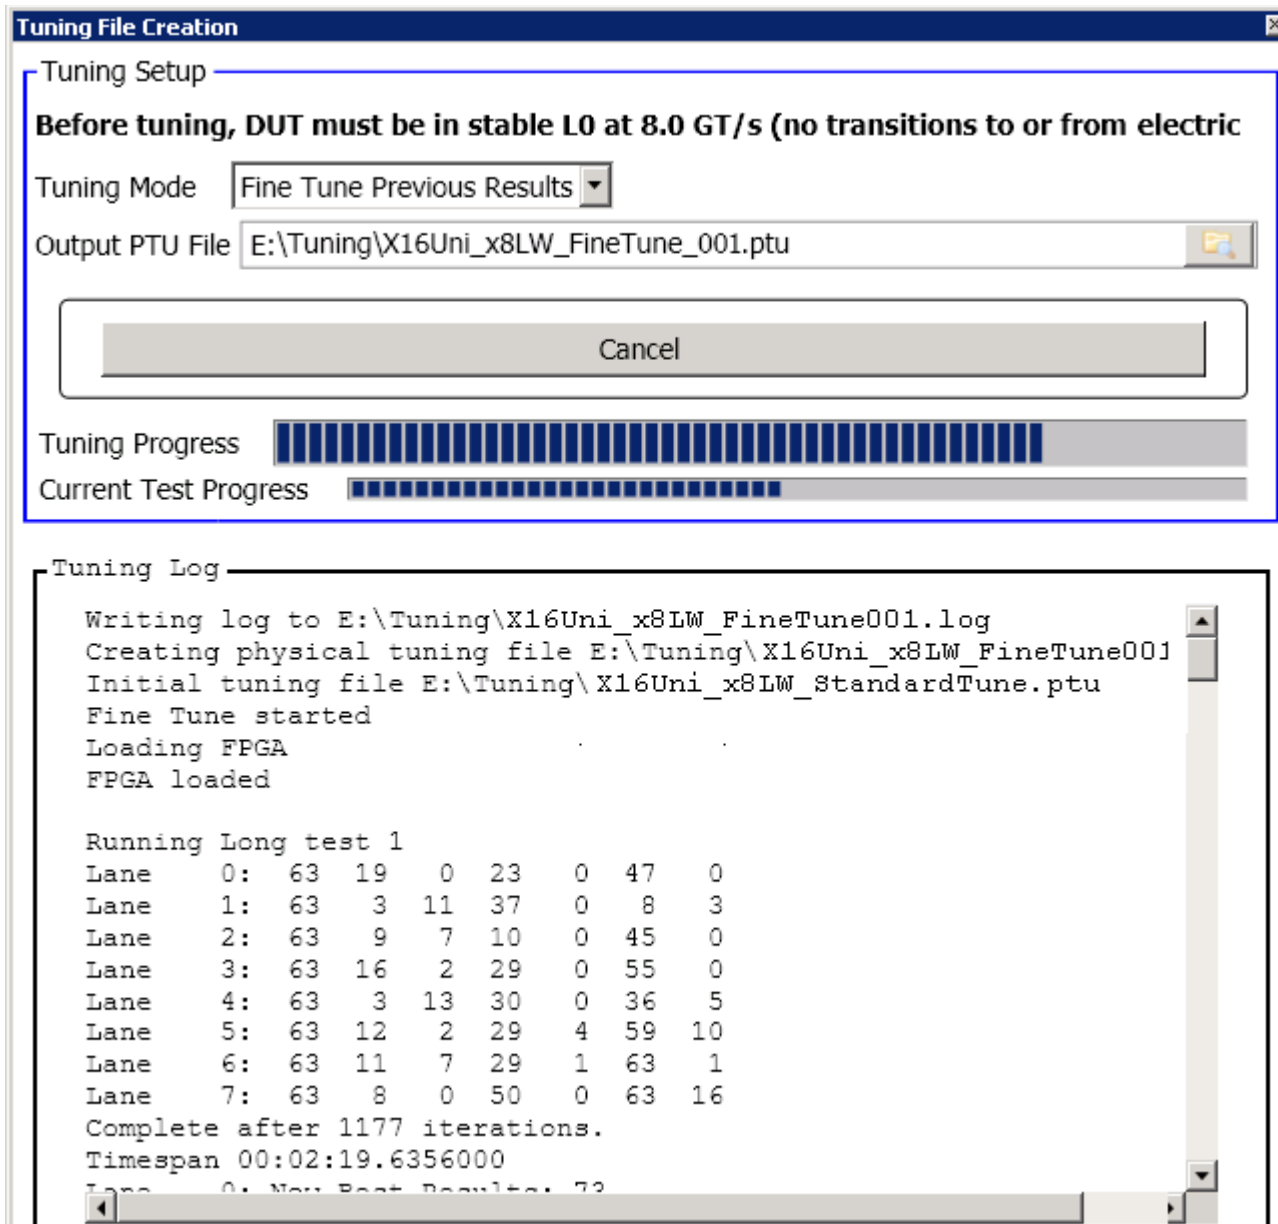 Tuning File Creation
Tuning Setup
Before tuning, DUT must be in stable L0 at 8.0 GT/s (no transitions to or from electric
Tuning Mode Fine Tune Previous Results
Output PTU File E:\Tuning\X16Uni_x8LW_FineTune_001.ptu
Cancel
Tuning Progress
Current Test Progress
Tuning Log
Writing log to E:\Tuning\X16Uni_x8LW_FineTune001.log
Creating physical tuning file E:\Tuning\X16Uni_x8LW_FineTune001
Initial tuning file E:\Tuning\X16Uni_x8LW_StandardTune.ptu
Fine Tune started
Loading FPGA
FPGA loaded
Running Long test 1
Lane 0: 63 19 0 23 0 47 0
Lane 1: 63 3 11 37 0 8 3
Lane 2: 63 9 7 10 0 45 0
Lane 3: 63 16 2 29 0 55 0
Lane 4: 63 3 13 30 0 36 5
Lane 5: 63 12 2 29 4 59 10
Lane 6: 63 11 7 29 1 63 1
Lane 7: 63 8 0 50 0 63 16
Complete after 1177 iterations.
Timespan 00:02:19.6356000
Lane 0: New Best Results: 73